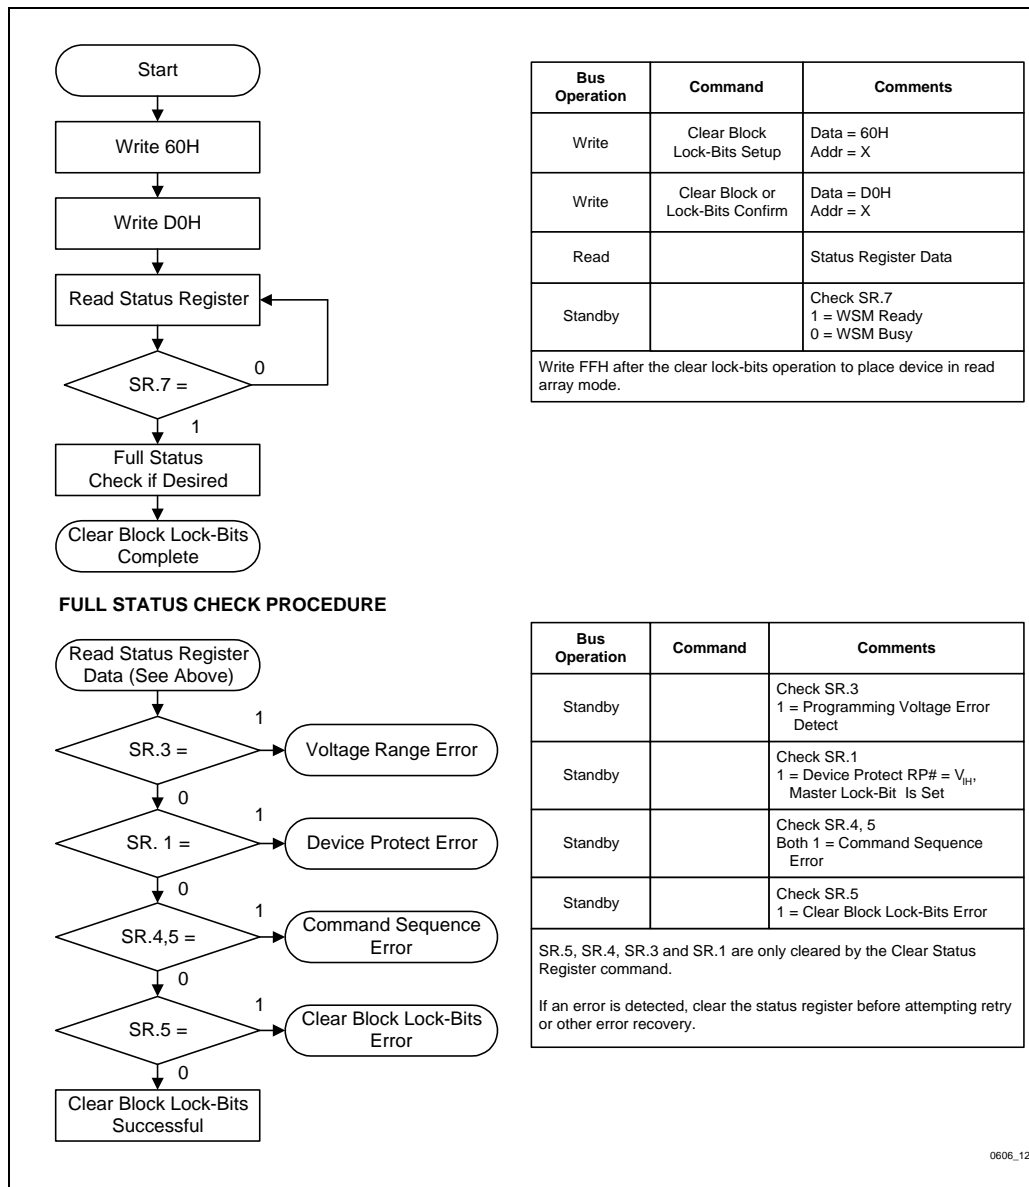 Start
Write 60H
Write D0H
Read Status Register
SR.7 =
0
1
Full Status
Check if Desired
Clear Block Lock-Bits
Complete
Bus
Operation
Command
Comments
Write
Clear Block
Lock-Bits Setup
Data = 60H
Addr = X
Write
Clear Block or
Lock-Bits Confirm
Data = D0H
Addr = X
Read
Status Register Data
Standby
Check SR.7
1 = WSM Ready
0 = WSM Busy
Write FFH after the clear lock-bits operation to place device in read
array mode.
FULL STATUS CHECK PROCEDURE
Read Status Register
Data (See Above)
SR.3 =
1
Voltage Range Error
0
SR. 1 =
1
Device Protect Error
0
SR.4,5 =
1
Command Sequence
Error
0
SR.5 =
1
Clear Block Lock-Bits
Error
0
Clear Block Lock-Bits
Successful
Bus
Operation
Command
Comments
Standby
Check SR.3
1 = Programming Voltage Error
Detect
Standby
Check SR.1
1 = Device Protect RP# = VIH,
Master Lock-Bit Is Set
Standby
Check SR.4, 5
Both 1 = Command Sequence
Error
Standby
Check SR.5
1 = Clear Block Lock-Bits Error
SR.5, SR.4, SR.3 and SR.1 are only cleared by the Clear Status
Register command.
If an error is detected, clear the status register before attempting retry
or other error recovery.
0606_12